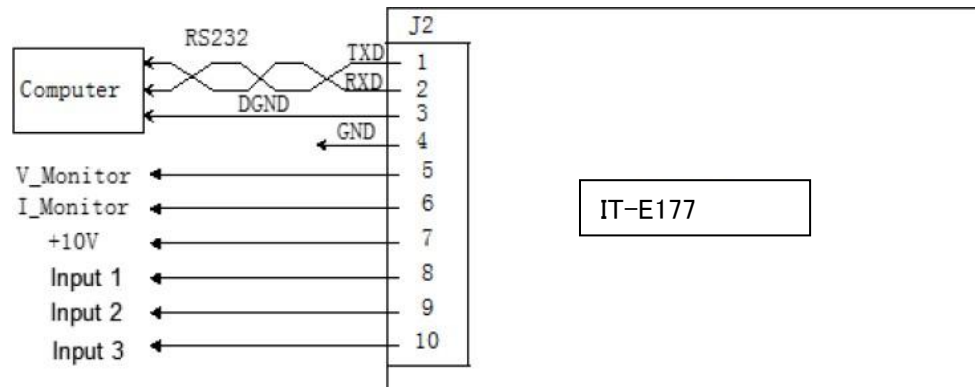 J2
RS232
TXD
1
RXD
2
Computer
DGND
3
GND
4
V_Monitor
5
I_Monitor
6
IT-E177
+10V
7
Input 1
8
Input 2
9
Input 3
10